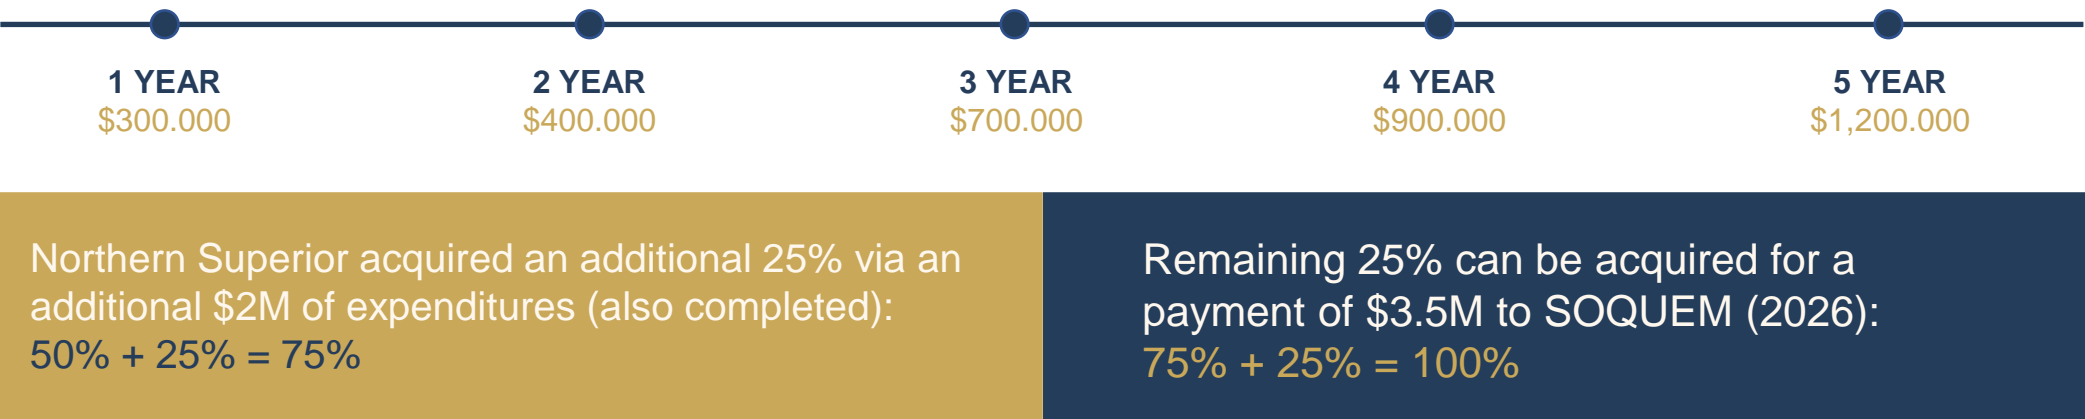 1 YEAR
$300.000
2 YEAR
$400.000
3 YEAR
$700.000
4 YEAR
$900.000
5 YEAR
$1,200.000
Northern Superior acquired an additional 25% via an
additional $2M of expenditures (also completed):
50% + 25% = 75%
Remaining 25% can be acquired for a
payment of $3.5M to SOQUEM (2026):
75% + 25% = 100%